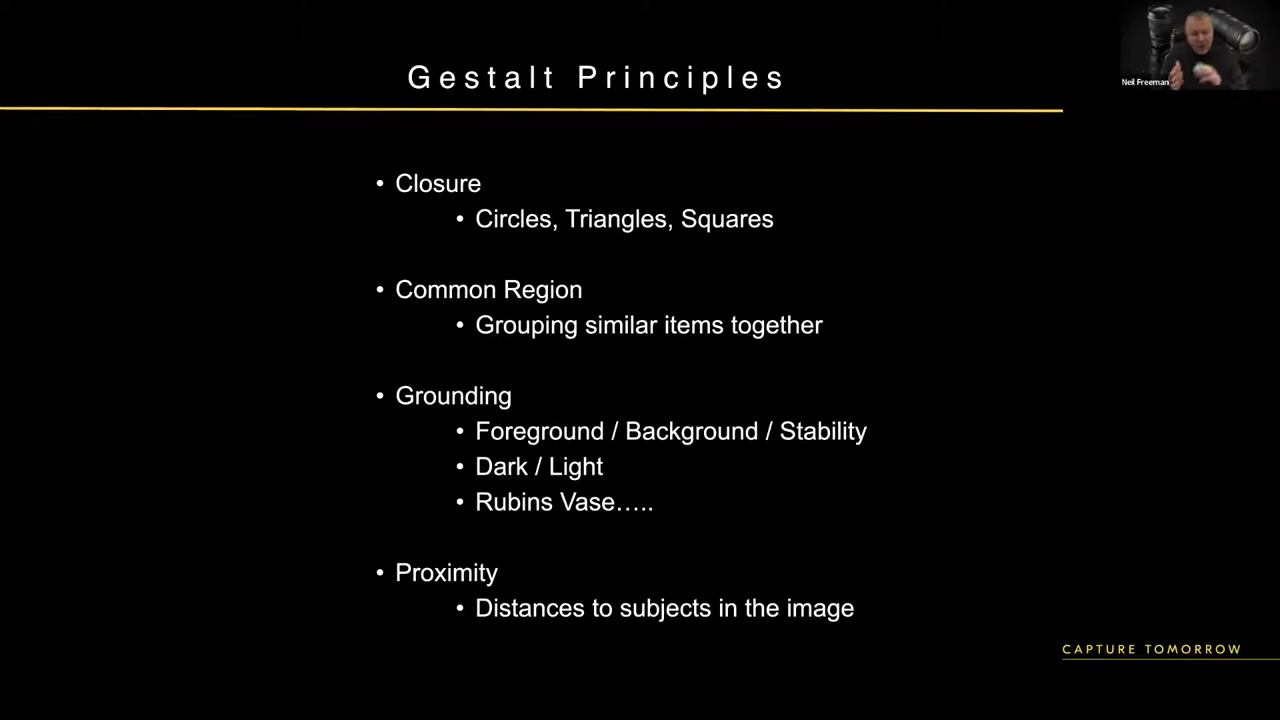 Gestalt Principles
Neil Freeman
• Closure
• Circles, Triangles, Squares
• Common Region
• Grouping similar items together
• Grounding
• Foreground / Background / Stability
• Dark / Light
• Rubins Vase…..
• Proximity
• Distances to subjects in the image
CAPTURE TOMORROW